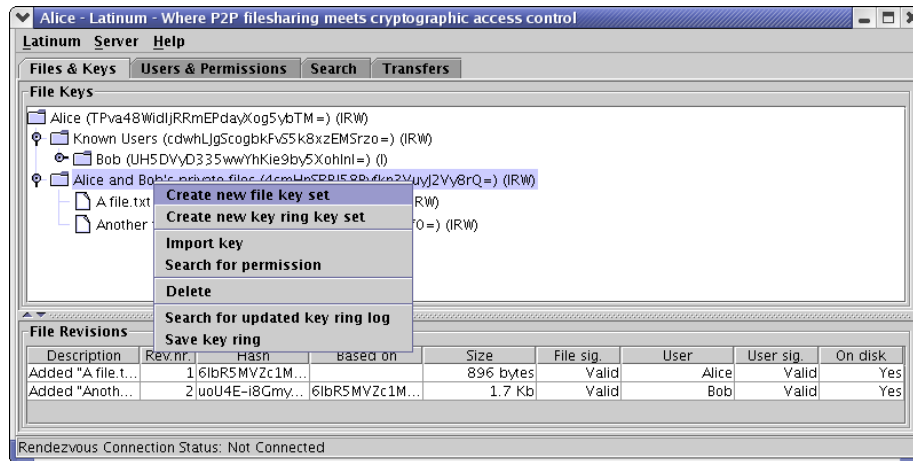 Alice - Latinum - Where P2P filesharing meets cryptographic access control
Latinum Server Help
Files & Keys Users & Permissions Search Transfers
File Keys
Alice (TPva48WidIjRRmEPdayXog5ybTM=) (IRW)
Known Users (cdwhLJgScogbkFvS5k8xzEMSrzo=) (IRW)
Bob (UH5DVyD335wwYhKie9by5XohInI=) (I)
Alice and Bob's private files (IRW)
A file.txt RW)
Another f0=) (IRW)
Create new file key set
Create new key ring key set
Import key
Search for permission
Delete
Search for updated key ring log
Save key ring
File Revisions
Description Rev.nr. Hash Based on Size File sig. User User sig. On disk
Added "A file.t... 1 6IbR5MVZc1M... 896 bytes Valid Alice Valid Yes
Added "Anoth... 2 uoU4E-i8Gmy... 6IbR5MVZc1M... 1.7 Kb Valid Bob Valid Yes
Rendezvous Connection Status: Not Connected